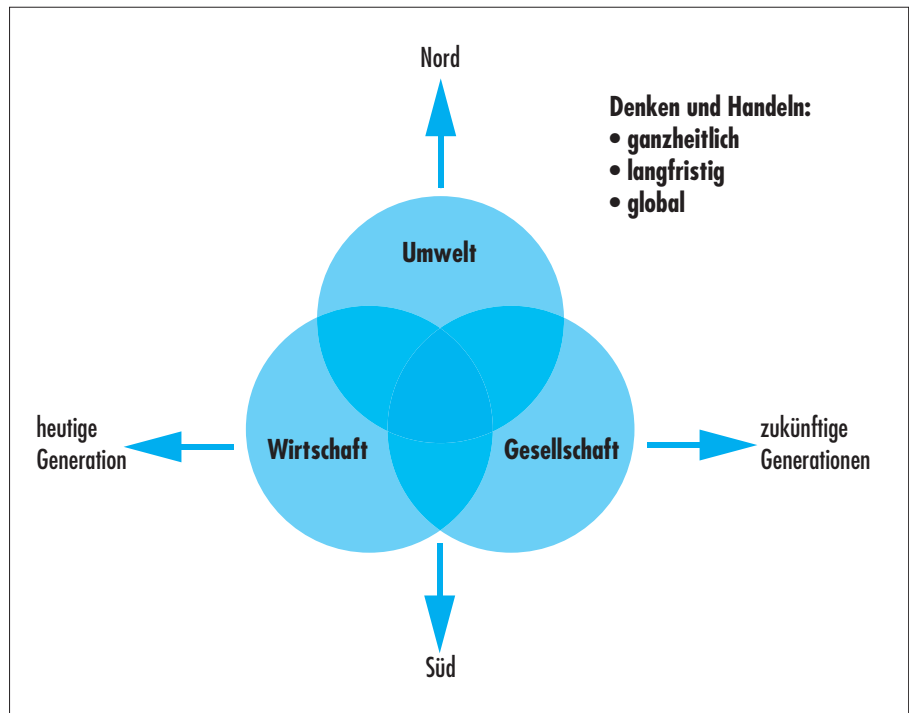 Nord
Denken und Handeln:
• ganzheitlich
• langfristig
• global
Umwelt
heutige
Generation
Wirtschaft
Gesellschaft
zukünftige
Generationen
Süd